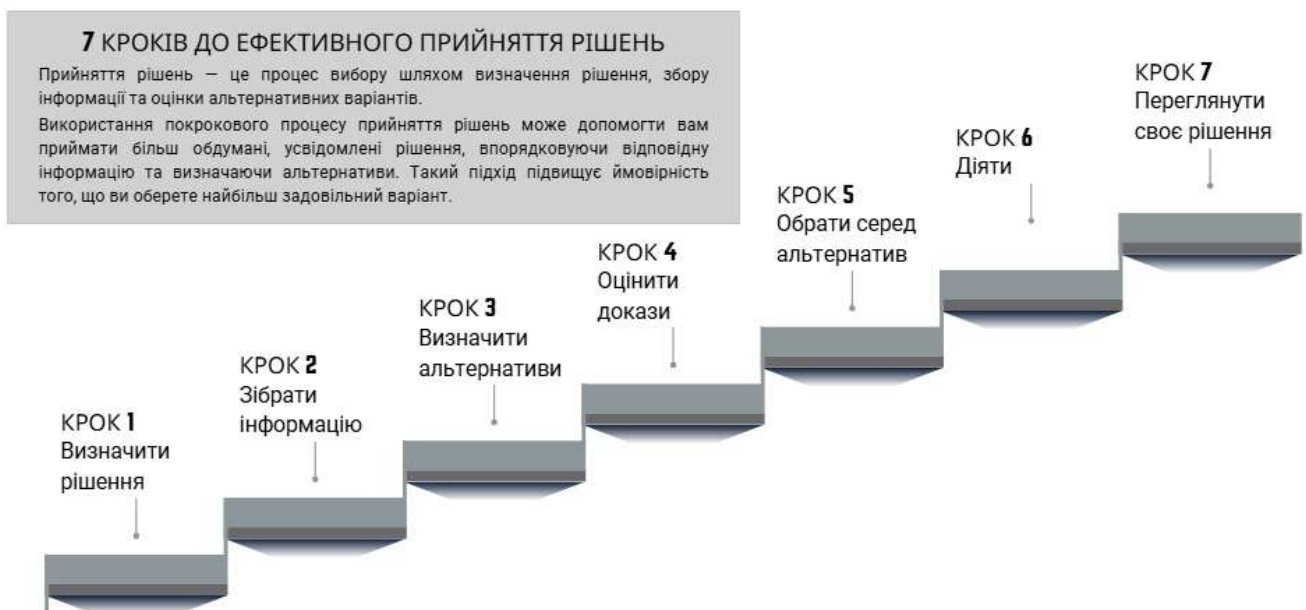 7 КРОКІВ ДО ЕФЕКТИВНОГО ПРИЙНЯТТЯ РІШЕНЬ
Прийняття рішень — це процес вибору шляхом визначення рішення, збору
інформації та оцінки альтернативних варіантів.
Використання покрокового процесу прийняття рішень може допомогти вам
приймати більш обдумані, усвідомлені рішення, впорядковуючи відповідну
інформацію та визначаючи альтернативи. Такий підхід підвищує ймовірність
того, що ви оберете найбільш задовільний варіант.
КРОК 1
Визначити
рішення
КРОК 2
Зібрати
інформацію
КРОК 3
Визначити
альтернативи
КРОК 4
Оцінити
докази
КРОК 5
Обрати серед
альтернатив
КРОК 6
Діяти
КРОК 7
Переглянути
своє рішення